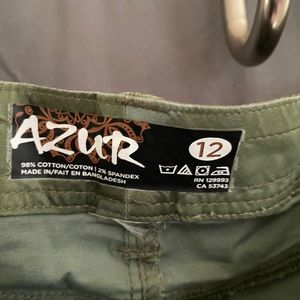 AZUR
12
98% COTTON/COTON | 2% SPANDEX
MADE IN/FAIT EN BANGLADESH
RN 129993
CA 53743